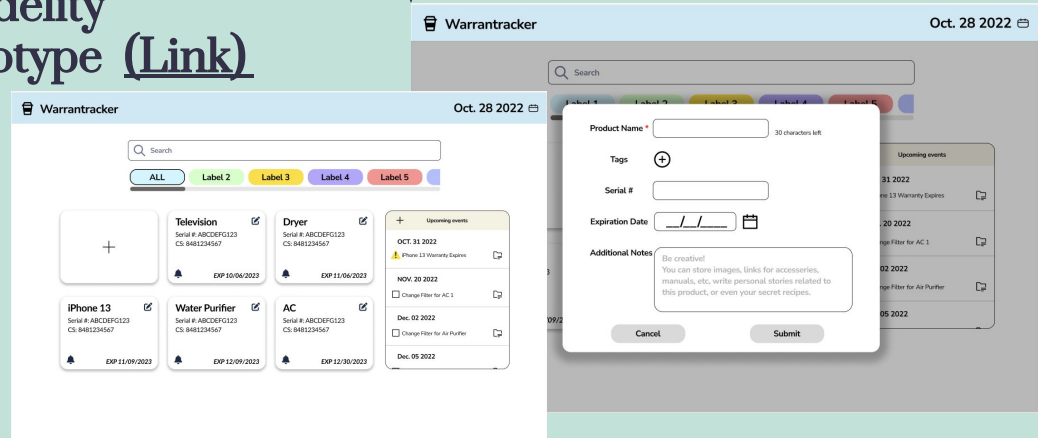 (Link)
Warrantracker
Oct. 28 2022
Search
ALL
Label 2
Label 3
Label 4
Label 5
Television
Serial #: ABCDEFG123
CS: 8481234567
EXP 10/06/2023
Dryer
Serial #: ABCDEFG123
CS: 8481234567
EXP 11/06/2023
iPhone 13
Serial #: ABCDEFG123
CS: 8481234567
EXP 11/09/2023
Water Purifier
Serial #: ABCDEFG123
CS: 8481234567
EXP 12/09/2023
AC
Serial #: ABCDEFG123
CS: 8481234567
EXP 12/30/2023
Upcoming events
OCT. 31 2022
iPhone 13 Warranty Expires
NOV. 20 2022
Change Filter for AC 1
Dec. 02 2022
Change Filter for Air Purifier
Dec. 05 2022
Warrantracker
Oct. 28 2022
Search
Label 1
Label 2
Label 3
Label 4
Label 5
Product Name *
30 characters left
Tags
Serial #
Expiration Date
__/__/____
Additional Notes
Be creative!
You can store images, links for accesseries,
manuals, etc, write personal stories related to
this product, or even your secret recipes.
Cancel
Submit
Upcoming events
31 2022
13 Warranty Expires
20 2022
Filter for AC 1
02 2022
Filter for Air Purifier
05 2022